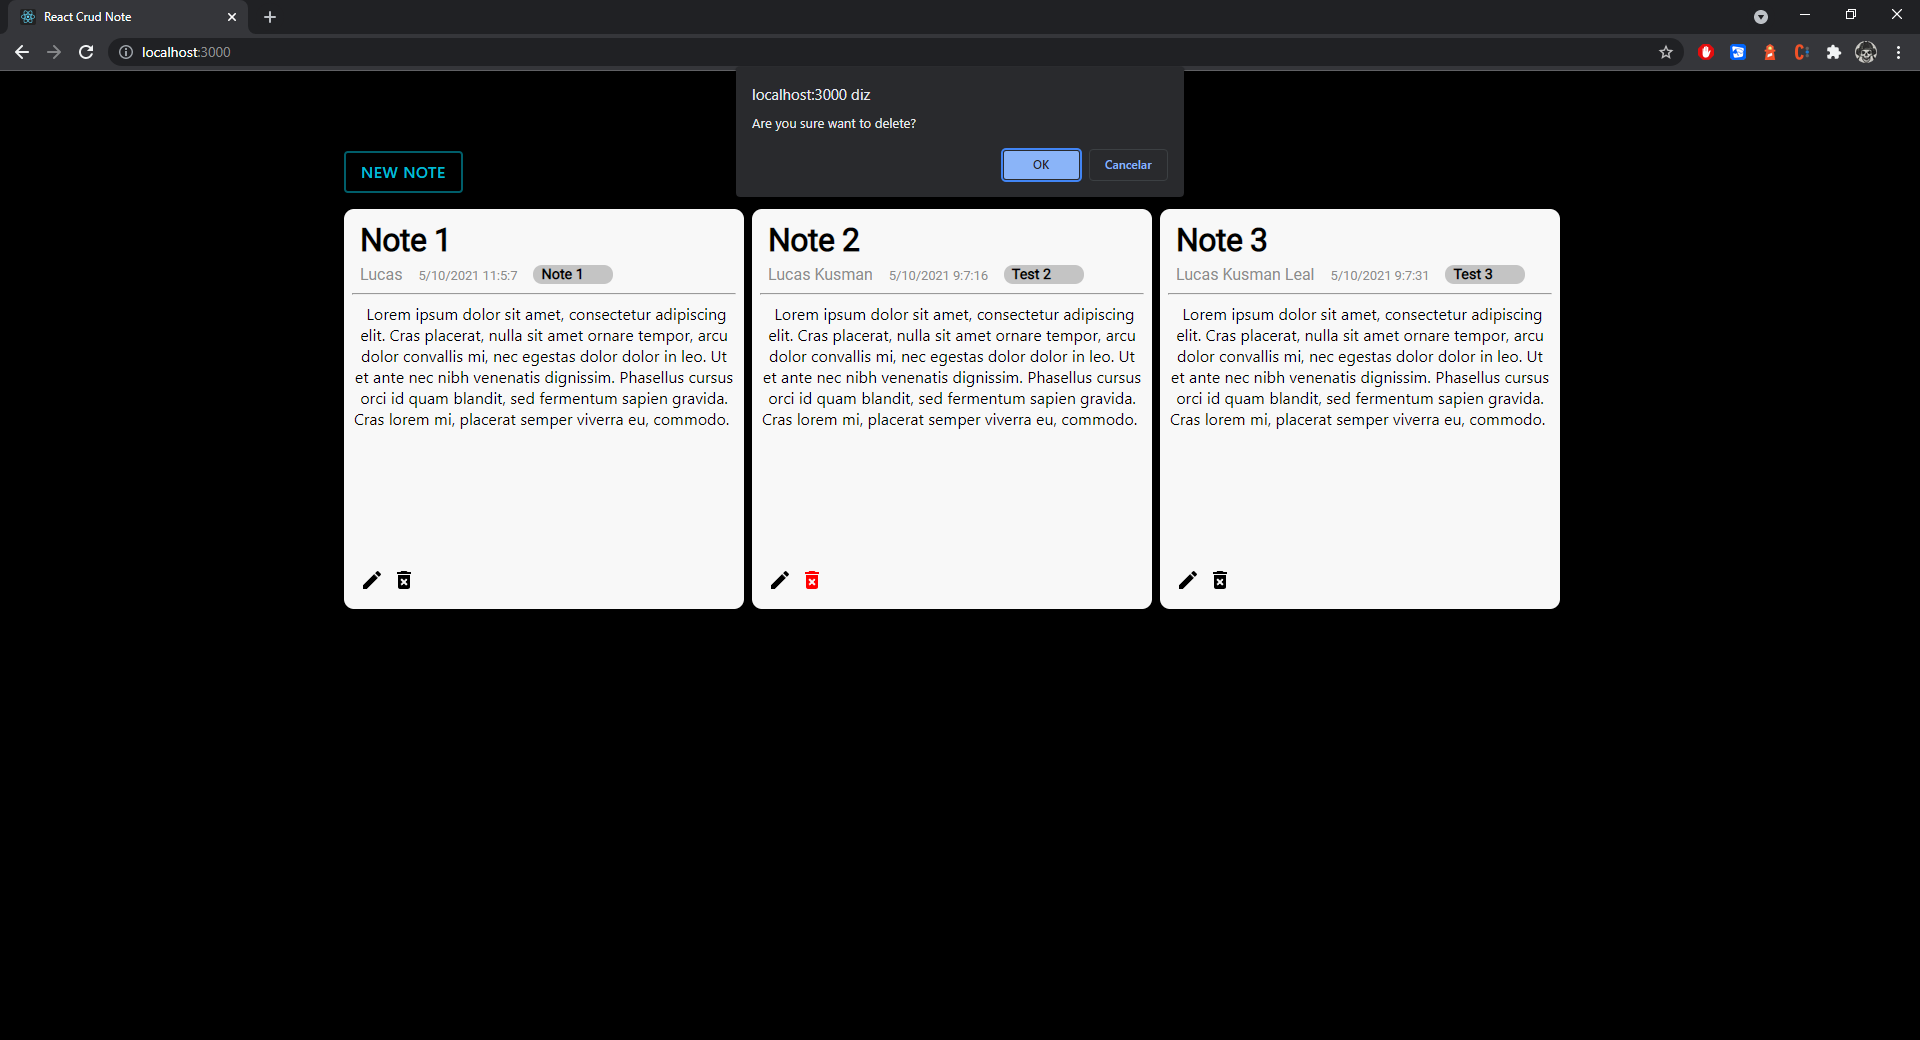 React Crud Note
localhost:3000
localhost:3000 diz
Are you sure want to delete?
OK
Cancelar
NEW NOTE
Note 1
Lucas 5/10/2021 11:5:7 Note 1
Lorem ipsum dolor sit amet, consectetur adipiscing
elit. Cras placerat, nulla sit amet ornare tempor, arcu
dolor convallis mi, nec egestas dolor dolor in leo. Ut
et ante nec nibh venenatis dignissim. Phasellus cursus
orci id quam blandit, sed fermentum sapien gravida.
Cras lorem mi, placerat semper viverra eu, commodo.
Note 2
Lucas Kusman 5/10/2021 9:7:16 Test 2
Lorem ipsum dolor sit amet, consectetur adipiscing
elit. Cras placerat, nulla sit amet ornare tempor, arcu
dolor convallis mi, nec egestas dolor dolor in leo. Ut
et ante nec nibh venenatis dignissim. Phasellus cursus
orci id quam blandit, sed fermentum sapien gravida.
Cras lorem mi, placerat semper viverra eu, commodo.
Note 3
Lucas Kusman Leal 5/10/2021 9:7:31 Test 3
Lorem ipsum dolor sit amet, consectetur adipiscing
elit. Cras placerat, nulla sit amet ornare tempor, arcu
dolor convallis mi, nec egestas dolor dolor in leo. Ut
et ante nec nibh venenatis dignissim. Phasellus cursus
orci id quam blandit, sed fermentum sapien gravida.
Cras lorem mi, placerat semper viverra eu, commodo.